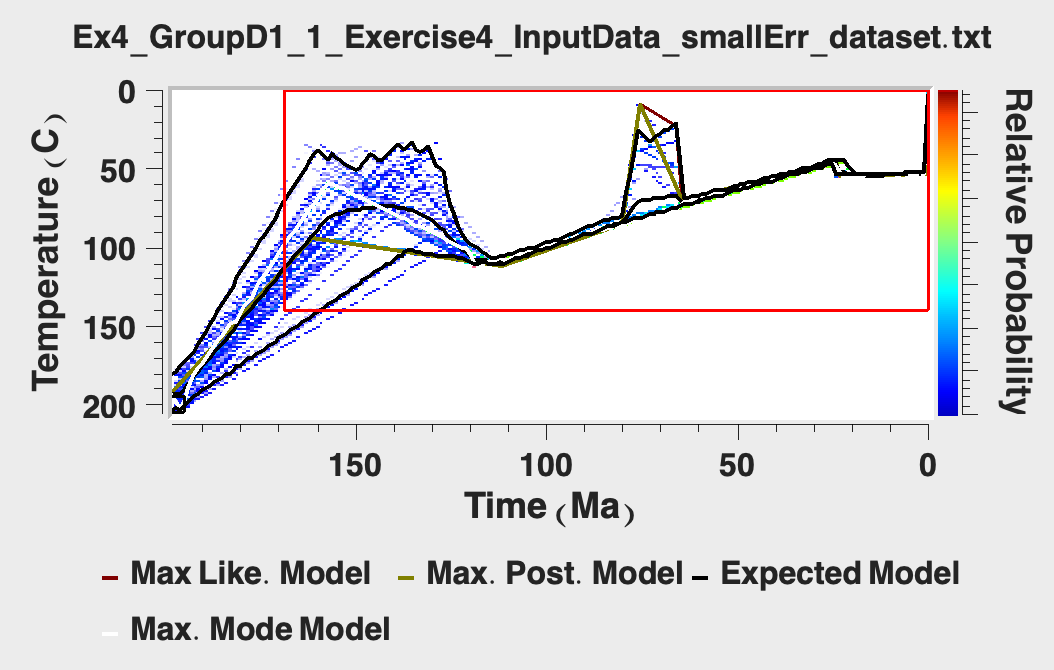 Ex4_GroupD1_1_Exercise4_InputData_smallErr_dataset.txt
0
50
100
150
200
Temperature (C)
Relative Probability
150 100 50 0
Time (Ma)
Max Like. Model Max. Post. Model Expected Model
Max. Mode Model